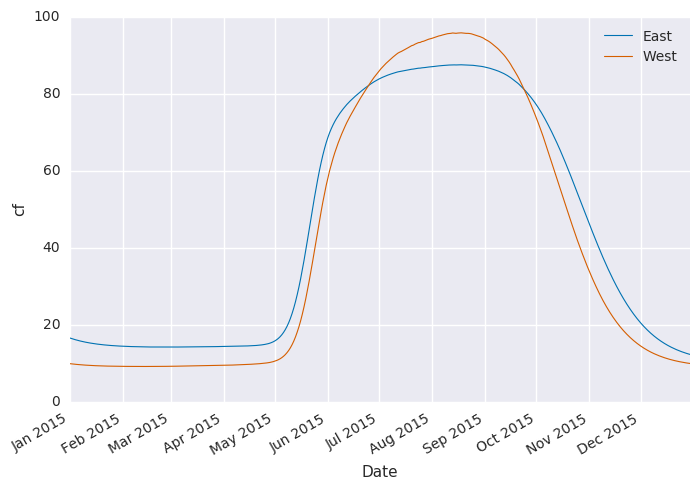 100
80
60
40
20
0
cf
East
West
Jan 2015
Feb 2015
Mar 2015
Apr 2015
May 2015
Jun 2015
Jul 2015
Aug 2015
Sep 2015
Oct 2015
Nov 2015
Dec 2015
Date